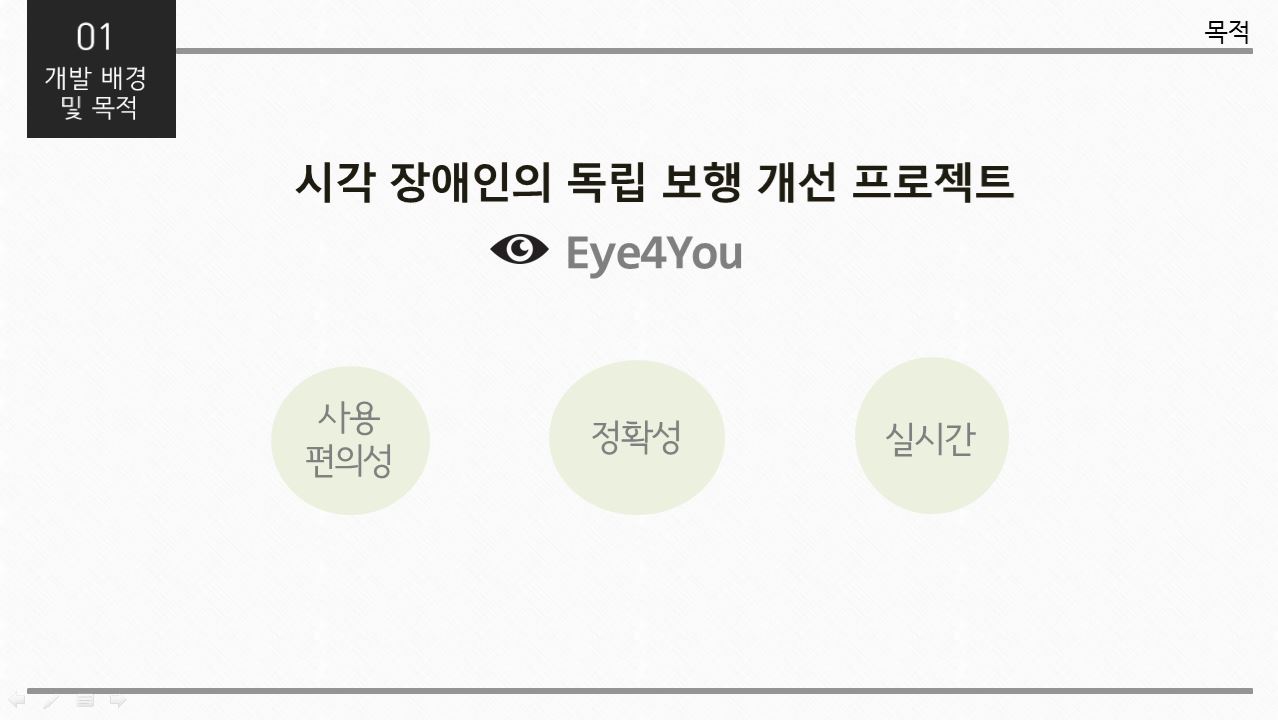 01
개발 배경
및 목적
목적
시각 장애인의 독립 보행 개선 프로젝트
Eye4You
사용
편의성
정확성
실시간